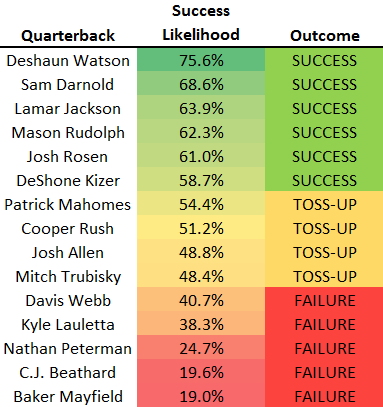 Success
Quarterback Likelihood Outcome
Deshaun Watson 75.6% SUCCESS
Sam Darnold 68.6% SUCCESS
Lamar Jackson 63.9% SUCCESS
Mason Rudolph 62.3% SUCCESS
Josh Rosen 61.0% SUCCESS
DeShone Kizer 58.7% SUCCESS
Patrick Mahomes 54.4% TOSS-UP
Cooper Rush 51.2% TOSS-UP
Josh Allen 48.8% TOSS-UP
Mitch Trubisky 48.4% TOSS-UP
Davis Webb 40.7% FAILURE
Kyle Lauletta 38.3% FAILURE
Nathan Peterman 24.7% FAILURE
C.J. Beathard 19.6% FAILURE
Baker Mayfield 19.0% FAILURE